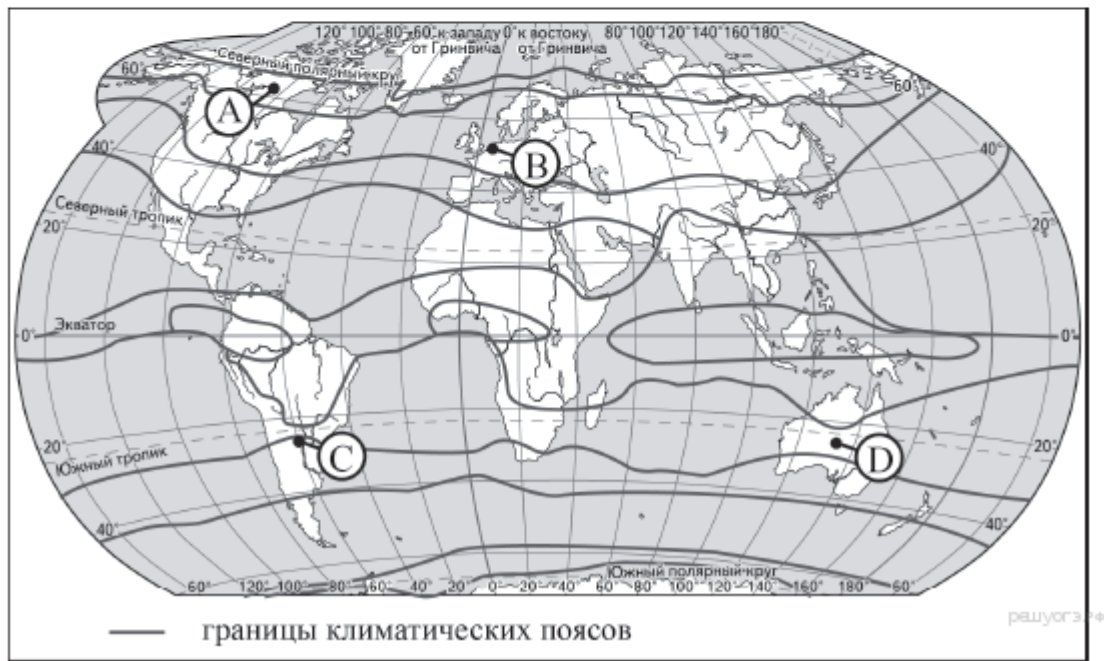 120° 100° 80° 60° к западу 0° к востоку 80° 100° 120° 140° 160° 180°
от Гринвича от Гринвича
Северный полярный круг
60° 60°
A
B
40° 40°
Северный тропик
20° 20°
Экватор
0° 0°
C
D
20° 20°
Южный тропик
40° 40°
Южный полярный круг
60° 120° 100° 80° 60° 40° 20° 0° 20° 40° 60° 80° 100° 120° 140° 160° 180° 60°
границы климатических поясов
решуогэ.рф